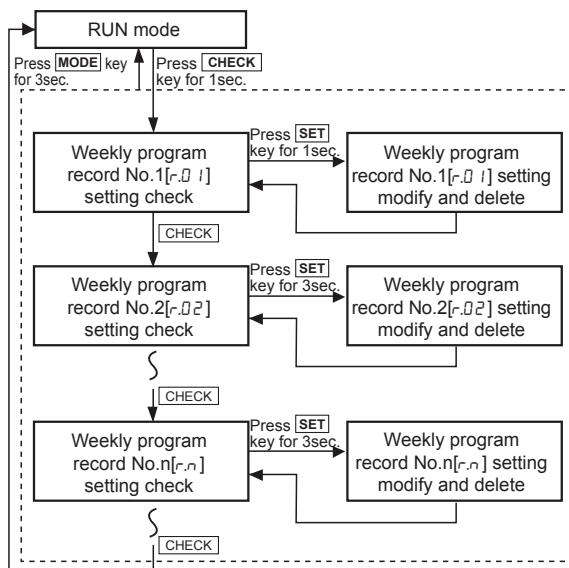 RUN mode
Press MODE key
for 3sec.
Press CHECK
key for 1sec.
Weekly program
record No.1[r.01]
setting check
Press SET
key for 1sec.
Weekly program
record No.1[r.01] setting
modify and delete
CHECK
Weekly program
record No.2[r.02]
setting check
Press SET
key for 3sec.
Weekly program
record No.2[r.02] setting
modify and delete
CHECK
Weekly program
record No.n[r.n]
setting check
Press SET
key for 3sec.
Weekly program
record No.n[r.n] setting
modify and delete
CHECK